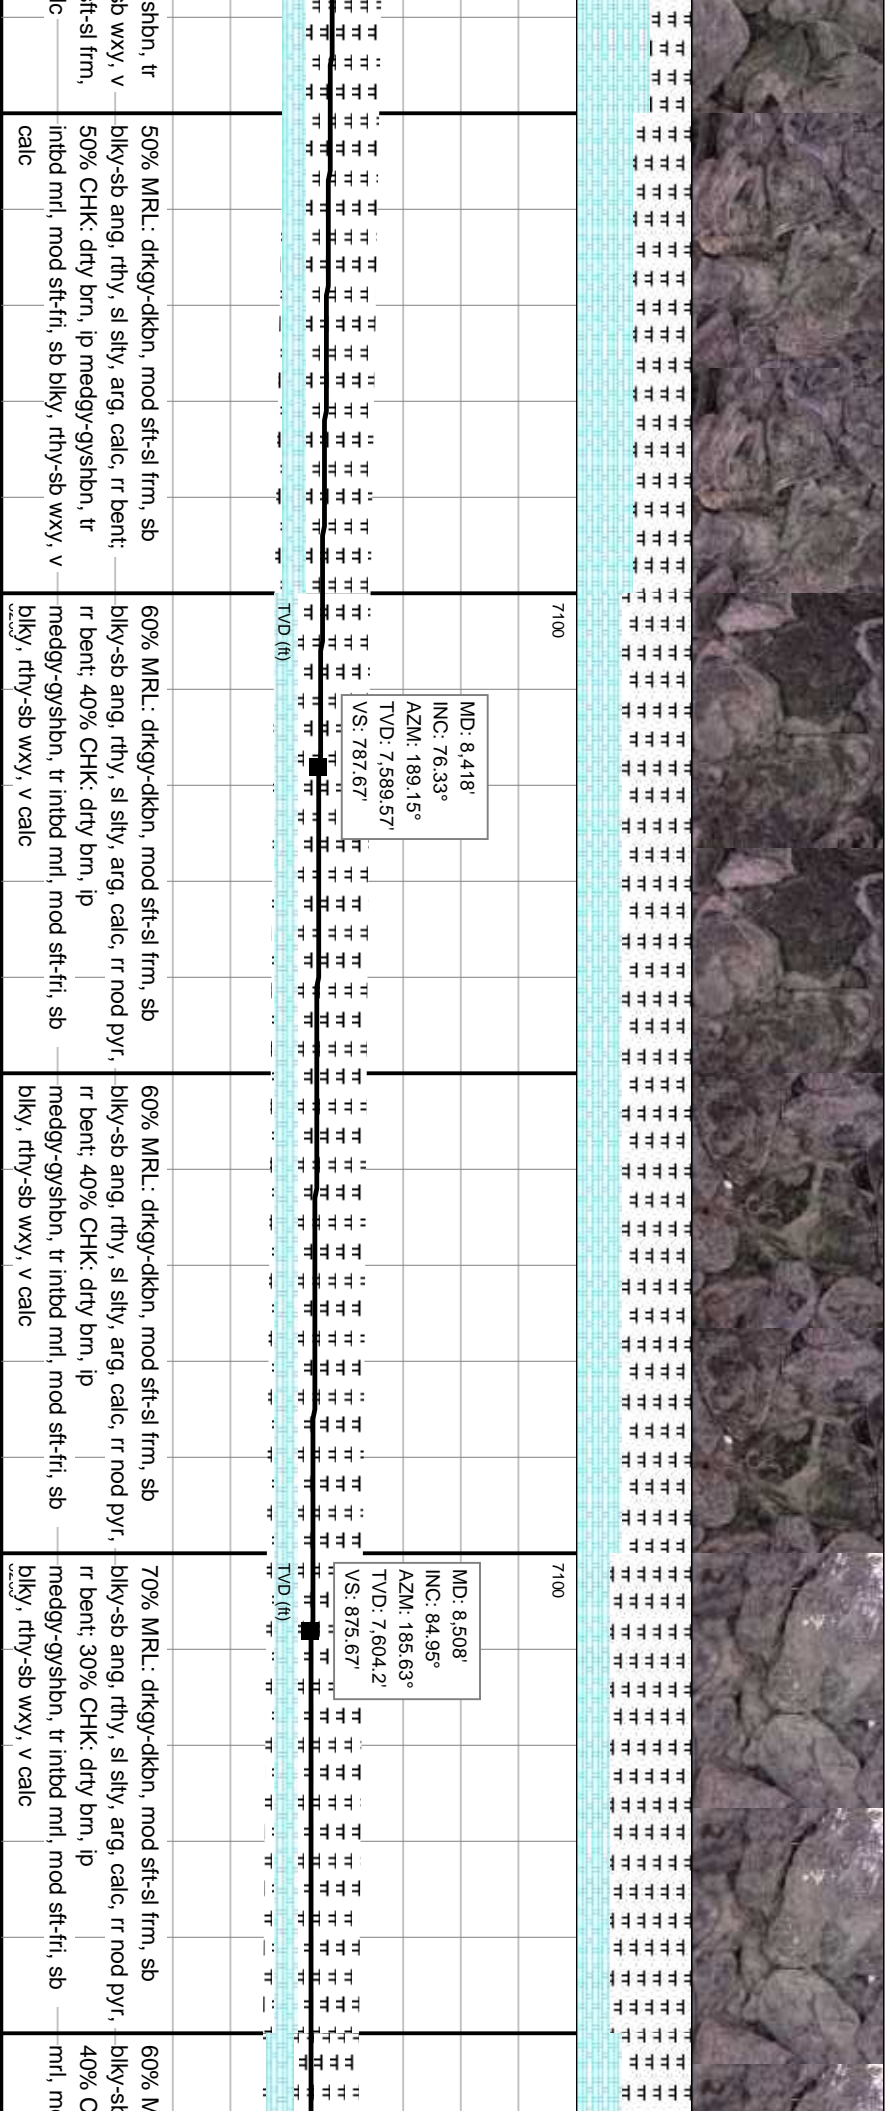 shbn, tr
sb wxy, v
sft-sl frm,
lc
50% MRL: drkgy-dkbn, mod sft-sl frm, sb
blky-sb ang, rthy, sl slty, arg, calc, rr bent;
50% CHK: drty brn, ip medgy-gyshbn, tr
intbd mrl, mod sft-fri, sb blky, rthy-sb wxy, v
calc
7100
TVD (ft)
MD: 8,418'
INC: 76.33°
AZM: 189.15°
TVD: 7,589.57'
VS: 787.67'
60% MRL: drkgy-dkbn, mod sft-sl frm, sb
blky-sb ang, rthy, sl slty, arg, calc, rr nod pyr,
rr bent; 40% CHK: drty brn, ip
medgy-gyshbn, tr intbd mrl, mod sft-fri, sb
blky, rthy-sb wxy, v calc
60% MRL: drkgy-dkbn, mod sft-sl frm, sb
blky-sb ang, rthy, sl slty, arg, calc, rr nod pyr,
rr bent; 40% CHK: drty brn, ip
medgy-gyshbn, tr intbd mrl, mod sft-fri, sb
blky, rthy-sb wxy, v calc
7100
TVD (ft)
MD: 8,508'
INC: 84.95°
AZM: 185.63°
TVD: 7,604.2'
VS: 875.67'
70% MRL: drkgy-dkbn, mod sft-sl frm, sb
blky-sb ang, rthy, sl slty, arg, calc, rr nod pyr,
rr bent; 30% CHK: drty brn, ip
medgy-gyshbn, tr intbd mrl, mod sft-fri, sb
blky, rthy-sb wxy, v calc
60% M
blky-sb
40% C
mrl, m